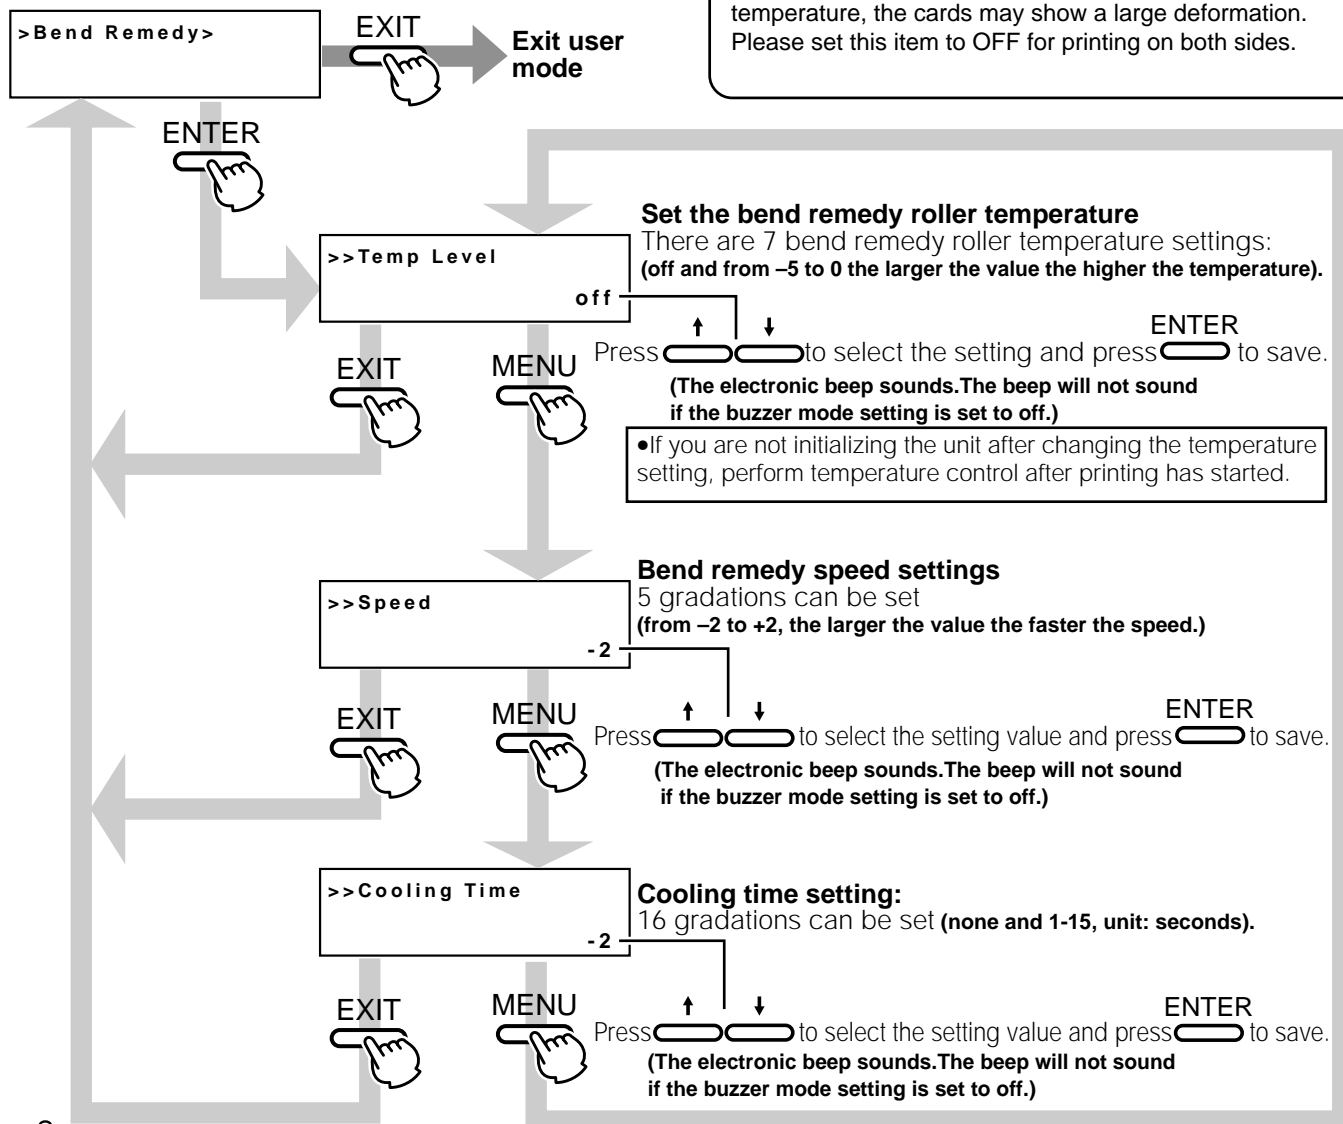 temperature, the cards may show a large deformation.
Please set this item to OFF for printing on both sides.
>Bend Remedy>
EXIT
Exit user
mode
ENTER
Set the bend remedy roller temperature
There are 7 bend remedy roller temperature settings:
(off and from –5 to 0 the larger the value the higher the temperature).
>>Temp Level
off
ENTER
Press to select the setting and press to save.
(The electronic beep sounds.The beep will not sound
if the buzzer mode setting is set to off.)
EXIT
MENU
●If you are not initializing the unit after changing the temperature
setting, perform temperature control after printing has started.
Bend remedy speed settings
5 gradations can be set
(from –2 to +2, the larger the value the faster the speed.)
>>Speed
-2
EXIT
MENU
ENTER
Press to select the setting value and press to save.
(The electronic beep sounds.The beep will not sound
if the buzzer mode setting is set to off.)
>>Cooling Time
-2
Cooling time setting:
16 gradations can be set (none and 1-15, unit: seconds).
EXIT
MENU
ENTER
Press to select the setting value and press to save.
(The electronic beep sounds.The beep will not sound
if the buzzer mode setting is set to off.)